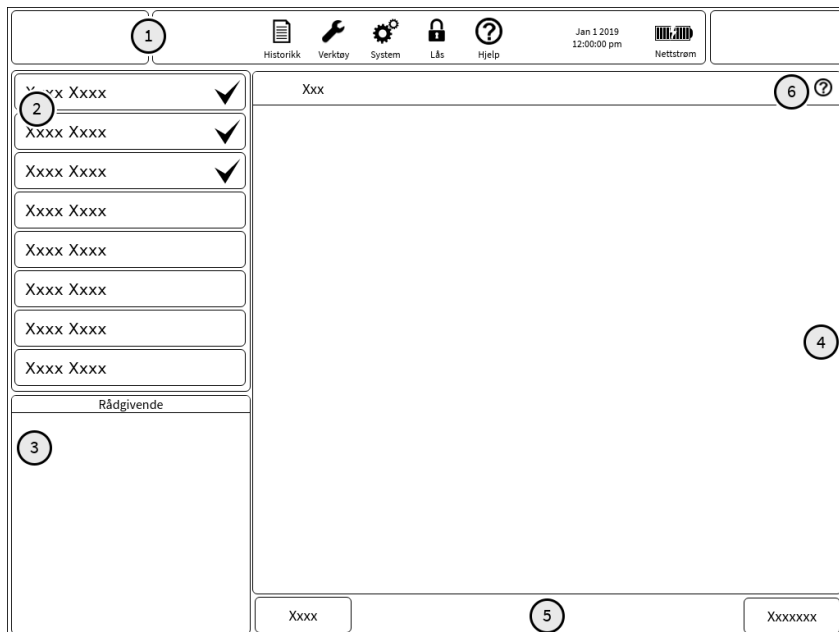 1
Historikk Verktøy System Lås Hjelp
Jan 1 2019
12:00:00 pm
Nettstrøm
2
Xxxx Xxxx
Xxxx Xxxx
Xxxx Xxxx
Xxxx Xxxx
Xxxx Xxxx
Xxxx Xxxx
Xxxx Xxxx
Xxxx Xxxx
Rådgivende
3
Xxx
6
4
Xxxx
5
Xxxxxxx